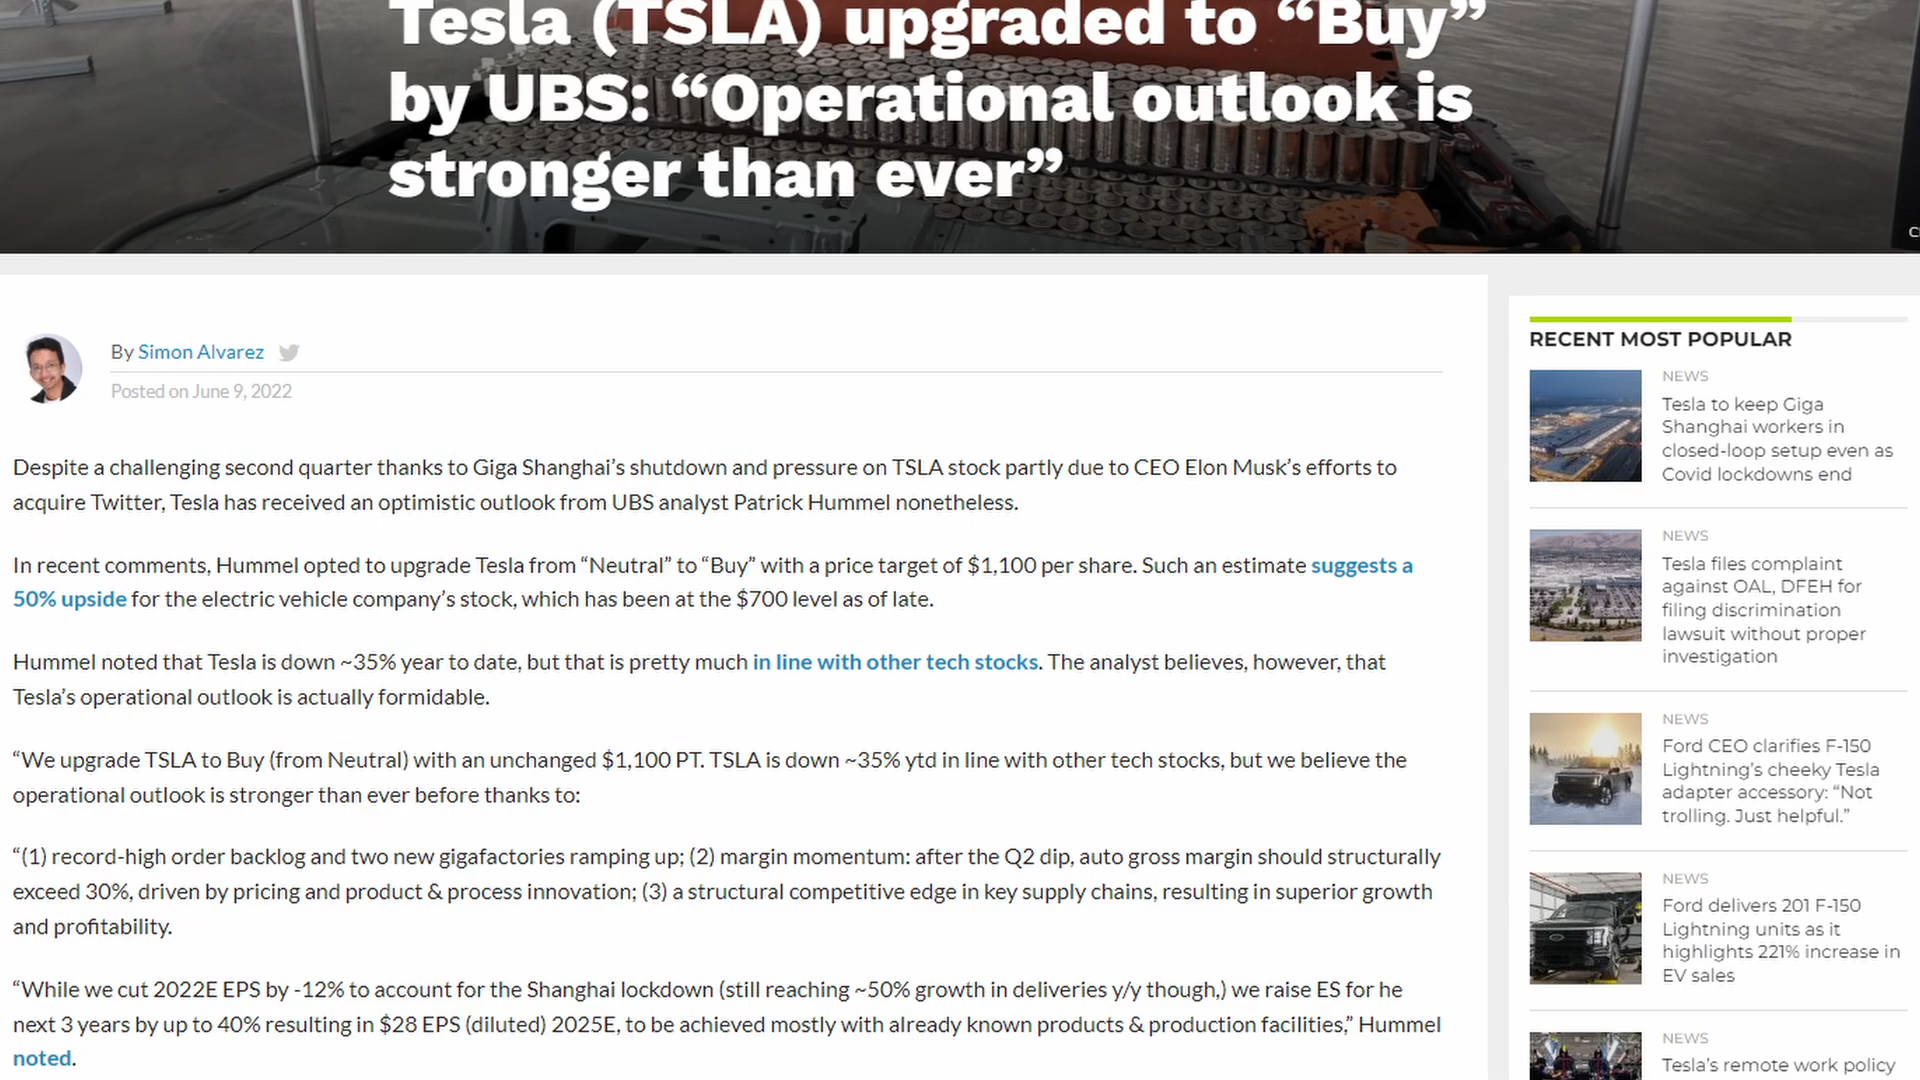 Tesla (TSLA) upgraded to “Buy”
by UBS: “Operational outlook is
stronger than ever”
By Simon Alvarez
Posted on June 9, 2022
Despite a challenging second quarter thanks to Giga Shanghai’s shutdown and pressure on TSLA stock partly due to CEO Elon Musk’s efforts to
acquire Twitter, Tesla has received an optimistic outlook from UBS analyst Patrick Hummel nonetheless.
In recent comments, Hummel opted to upgrade Tesla from “Neutral” to “Buy” with a price target of $1,100 per share. Such an estimate suggests a
50% upside for the electric vehicle company’s stock, which has been at the $700 level as of late.
Hummel noted that Tesla is down ~35% year to date, but that is pretty much in line with other tech stocks. The analyst believes, however, that
Tesla’s operational outlook is actually formidable.
“We upgrade TSLA to Buy (from Neutral) with an unchanged $1,100 PT. TSLA is down ~35% ytd in line with other tech stocks, but we believe the
operational outlook is stronger than ever before thanks to:
“(1) record-high order backlog and two new gigafactories ramping up; (2) margin momentum: after the Q2 dip, auto gross margin should structurally
exceed 30%, driven by pricing and product & process innovation; (3) a structural competitive edge in key supply chains, resulting in superior growth
and profitability.
“While we cut 2022E EPS by -12% to account for the Shanghai lockdown (still reaching ~50% growth in deliveries y/y though,) we raise ES for he
next 3 years by up to 40% resulting in $28 EPS (diluted) 2025E, to be achieved mostly with already known products & production facilities,” Hummel
noted.
RECENT MOST POPULAR
NEWS
Tesla to keep Giga
Shanghai workers in
closed-loop setup even as
Covid lockdowns end
NEWS
Tesla files complaint
against OAL, DFEH for
filing discrimination
lawsuit without proper
investigation
NEWS
Ford CEO clarifies F-150
Lightning’s cheeky Tesla
adapter accessory: “Not
trolling. Just helpful.”
NEWS
Ford delivers 201 F-150
Lightning units as it
highlights 221% increase in
EV sales
NEWS
Tesla’s remote work policy